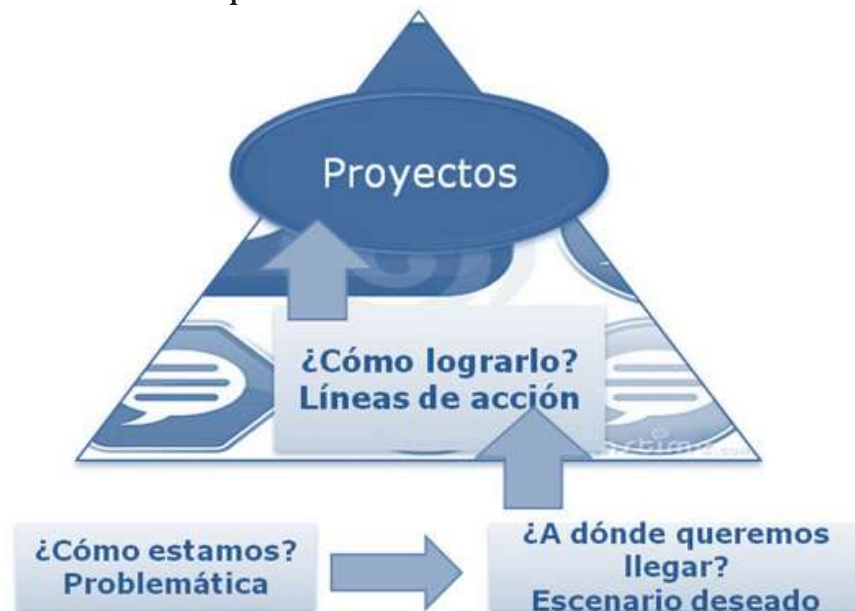 Proyectos
¿Cómo lograrlo?
Líneas de acción
¿Cómo estamos?
Problemática
¿A dónde queremos
llegar?
Escenario deseado